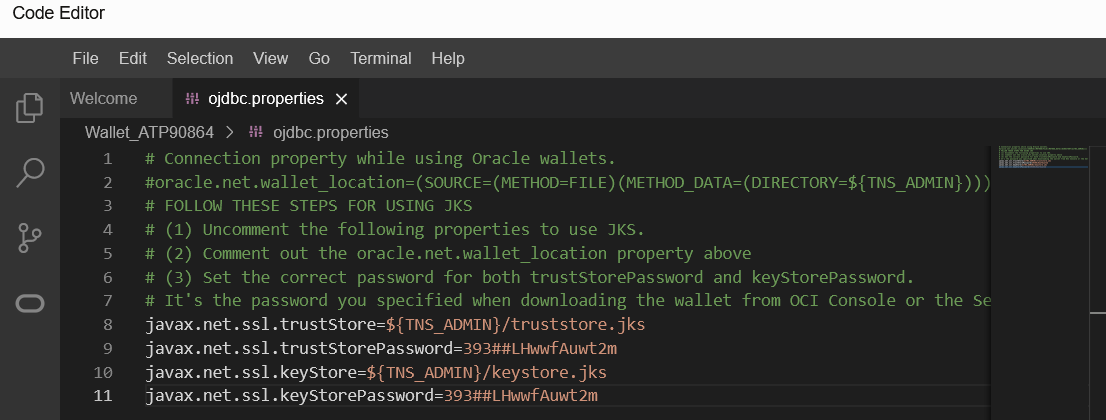 Code Editor
File Edit Selection View Go Terminal Help
Welcome ojdbc.properties
Wallet_ATP90864 > ojdbc.properties
1 # Connection property while using Oracle wallets.
2 #oracle.net.wallet_location=(SOURCE=(METHOD=FILE)(METHOD_DATA=(DIRECTORY=${TNS_ADMIN})))
3 # FOLLOW THESE STEPS FOR USING JKS
4 # (1) Uncomment the following properties to use JKS.
5 # (2) Comment out the oracle.net.wallet_location property above
6 # (3) Set the correct password for both trustStorePassword and keyStorePassword.
7 # It's the password you specified when downloading the wallet from OCI Console or the Se
8 javax.net.ssl.trustStore=${TNS_ADMIN}/truststore.jks
9 javax.net.ssl.trustStorePassword=393##LHwwfAuwt2m
10 javax.net.ssl.keyStore=${TNS_ADMIN}/keystore.jks
11 javax.net.ssl.keyStorePassword=393##LHwwfAuwt2m